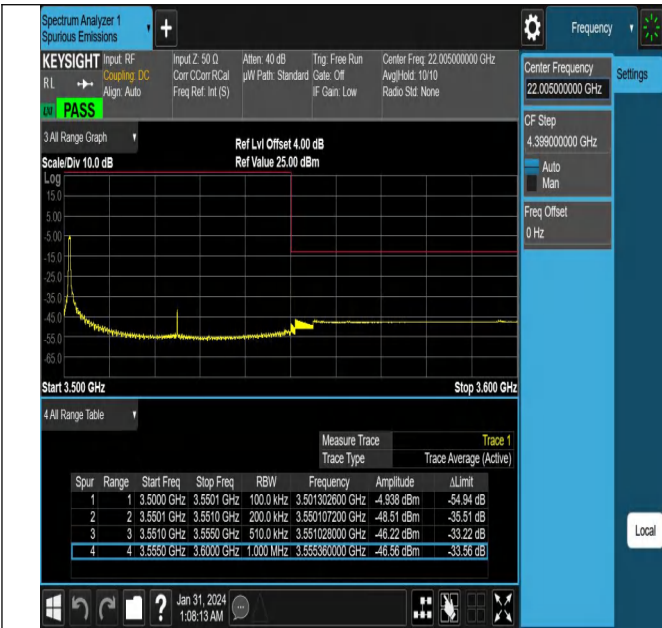 Spectrum Analyzer 1
Spurious Emissions
Frequency
KEYSIGHT
RL
Input: RF
Coupling: DC
Align: Auto
Input Z: 50 Ω
Corr CCorr RCal
Freq Ref: Int (S)
Atten: 40 dB
µW Path: Standard
Trig: Free Run
Gate: Off
IF Gain: Low
Center Freq: 22.005000000 GHz
Avg|Hold: 10/10
Radio Std: None
PASS
Center Frequency
22.005000000 GHz
Settings
CF Step
4.399000000 GHz
Auto
Man
Freq Offset
0 Hz
3 All Range Graph
Ref Lvl Offset 4.00 dB
Scale/Div 10.0 dB
Ref Value 25.00 dBm
Log
15.0
5.00
-5.00
-15.0
-25.0
-35.0
-45.0
-55.0
-65.0
Start 3.500 GHz
Stop 3.600 GHz
4 All Range Table
Measure Trace Trace 1
Trace Type Trace Average (Active)
Spur Range Start Freq Stop Freq RBW Frequency Amplitude ΔLimit
1 1 3.5000 GHz 3.5501 GHz 100.0 kHz 3.501302600 GHz -4.938 dBm -54.94 dB
2 2 3.5501 GHz 3.5510 GHz 200.0 kHz 3.550107200 GHz -48.51 dBm -35.51 dB
3 3 3.5510 GHz 3.5550 GHz 510.0 kHz 3.551028000 GHz -46.22 dBm -33.22 dB
4 4 3.5550 GHz 3.6000 GHz 1.000 MHz 3.555360000 GHz -46.56 dBm -33.56 dB
Local
Jan 31, 2024
1:08:13 AM